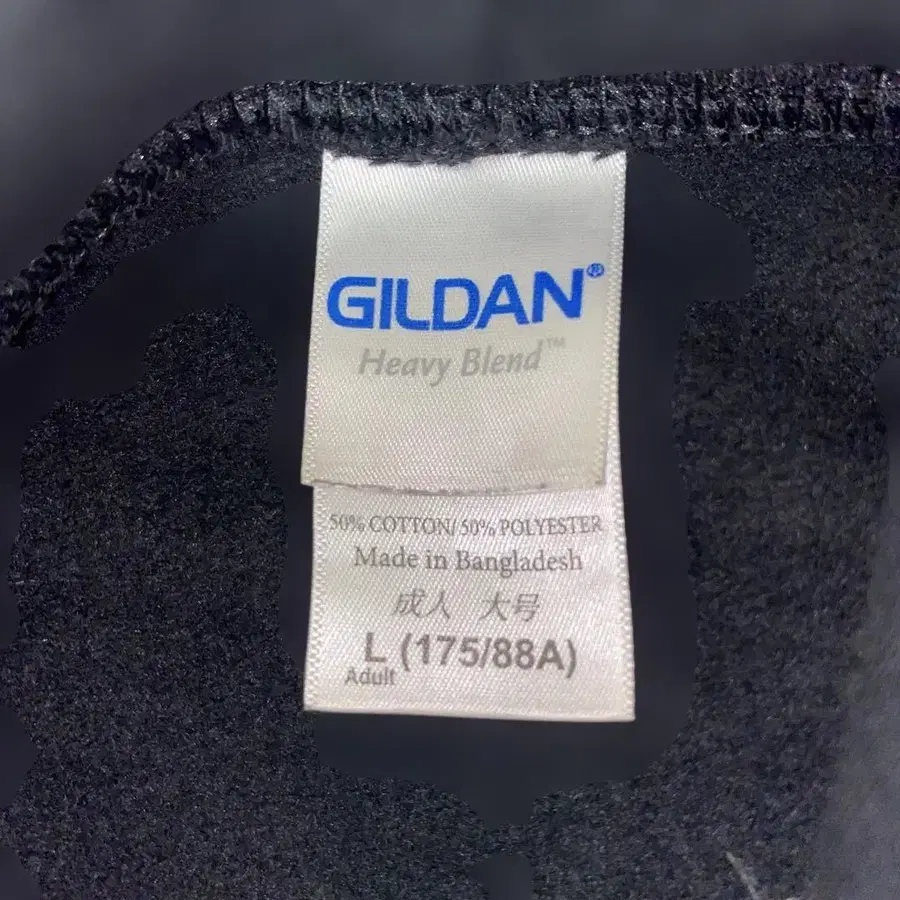 GILDAN®
Heavy Blend™
50% COTTON/ 50% POLYESTER
Made in Bangladesh
成人 大号
L (175/88A)
Adult